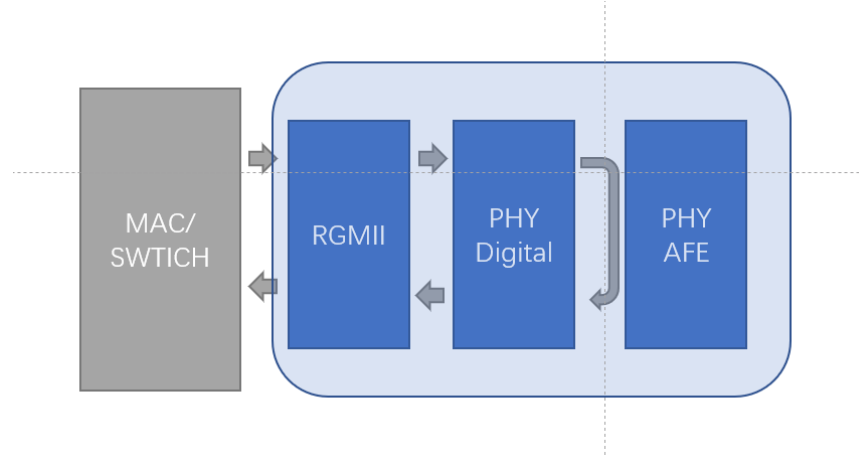 MAC/
SWTICH
RGMII
PHY
Digital
PHY
AFE